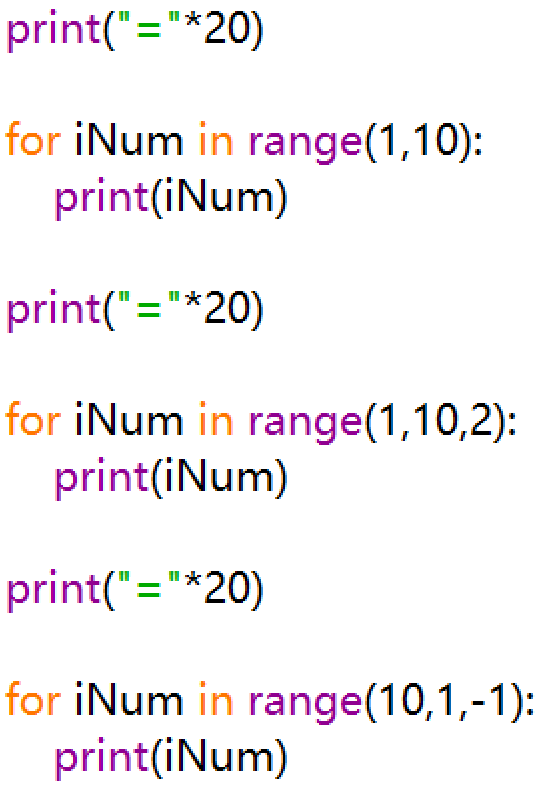 print("="*20)
for iNum in range(1,10):
    print(iNum)
print("="*20)
for iNum in range(1,10,2):
    print(iNum)
print("="*20)
for iNum in range(10,1,-1):
    print(iNum)